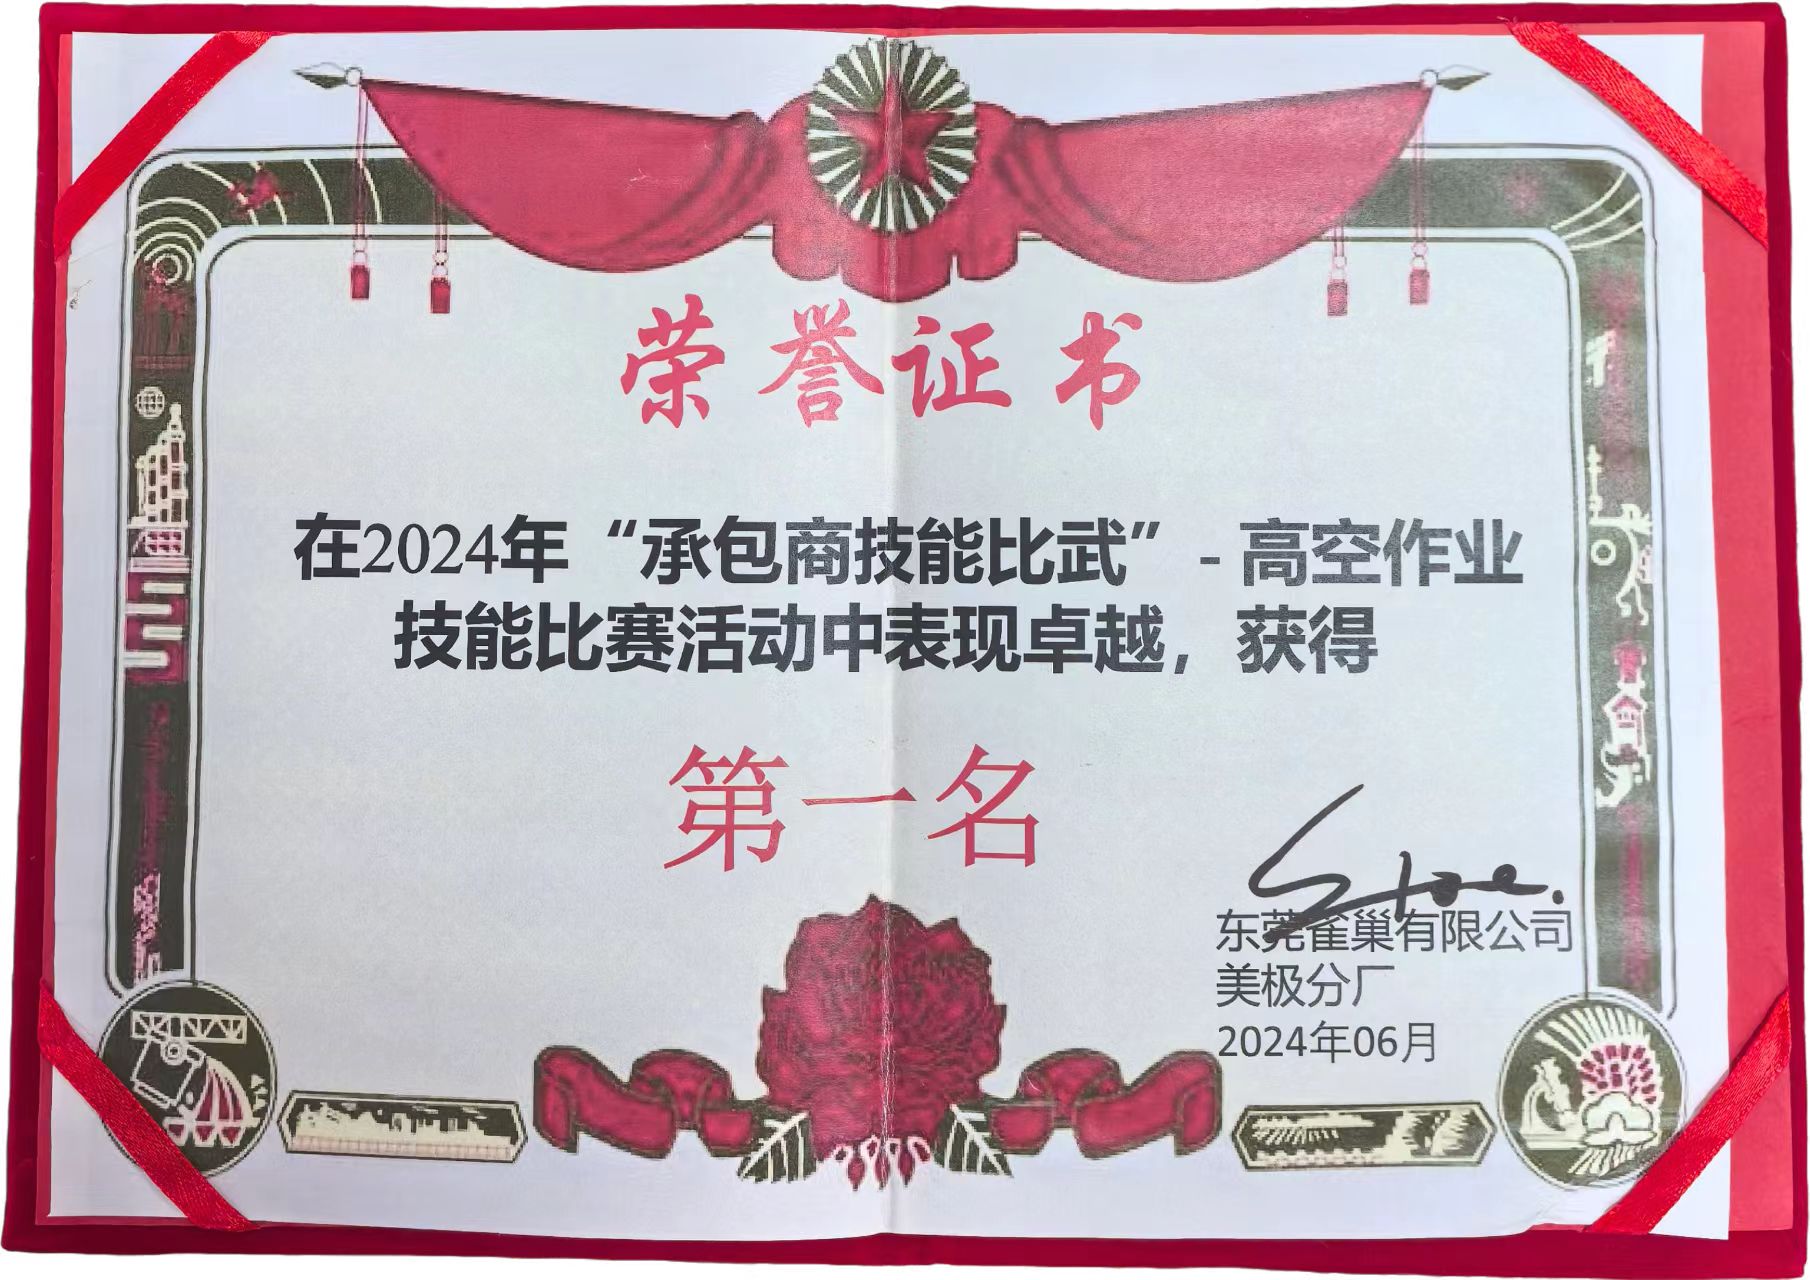 荣誉证书
在2024年“承包商技能比武”-高空作业
技能比赛活动中表现卓越，获得
第一名
东莞雀巢有限公司
美极分厂
2024年06月